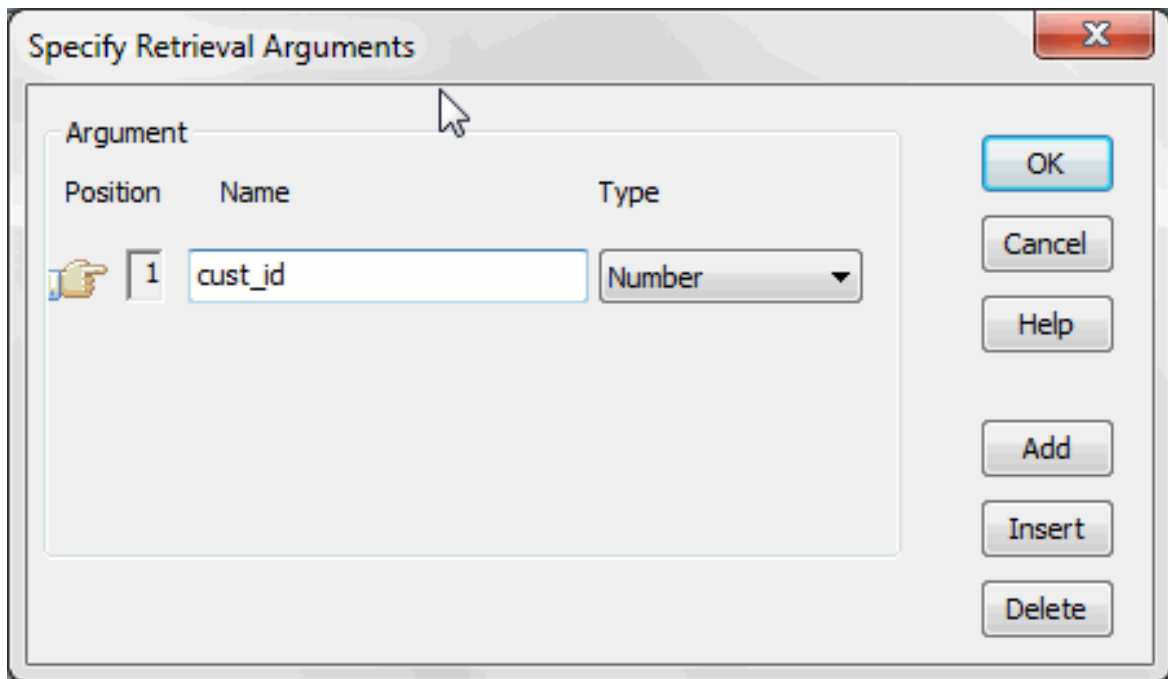 Specify Retrieval Arguments
Argument
Position Name Type
1 cust_id Number
OK
Cancel
Help
Add
Insert
Delete